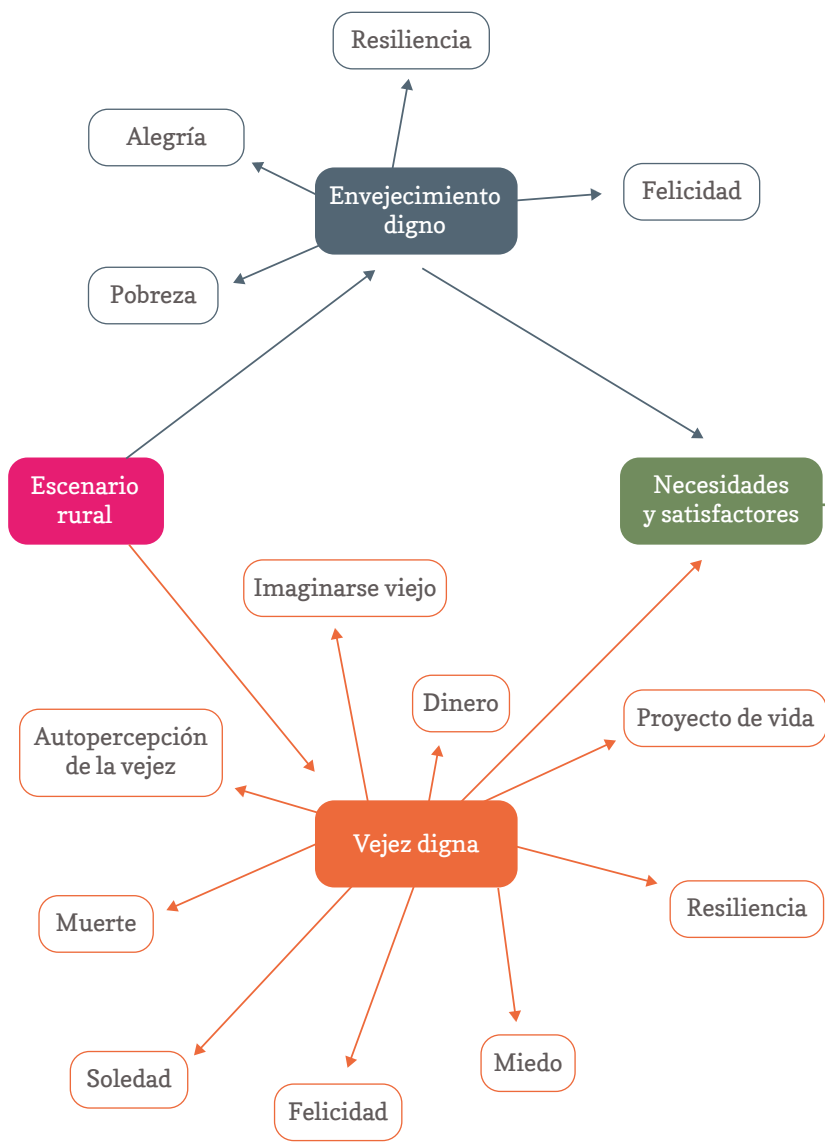 Resiliencia
Alegría
Envejecimiento
digno
Felicidad
Pobreza
Escenario
rural
Necesidades
y satisfactores
Imaginarse viejo
Dinero
Proyecto de vida
Autopercepción
de la vejez
Vejez digna
Resiliencia
Muerte
Miedo
Soledad
Felicidad